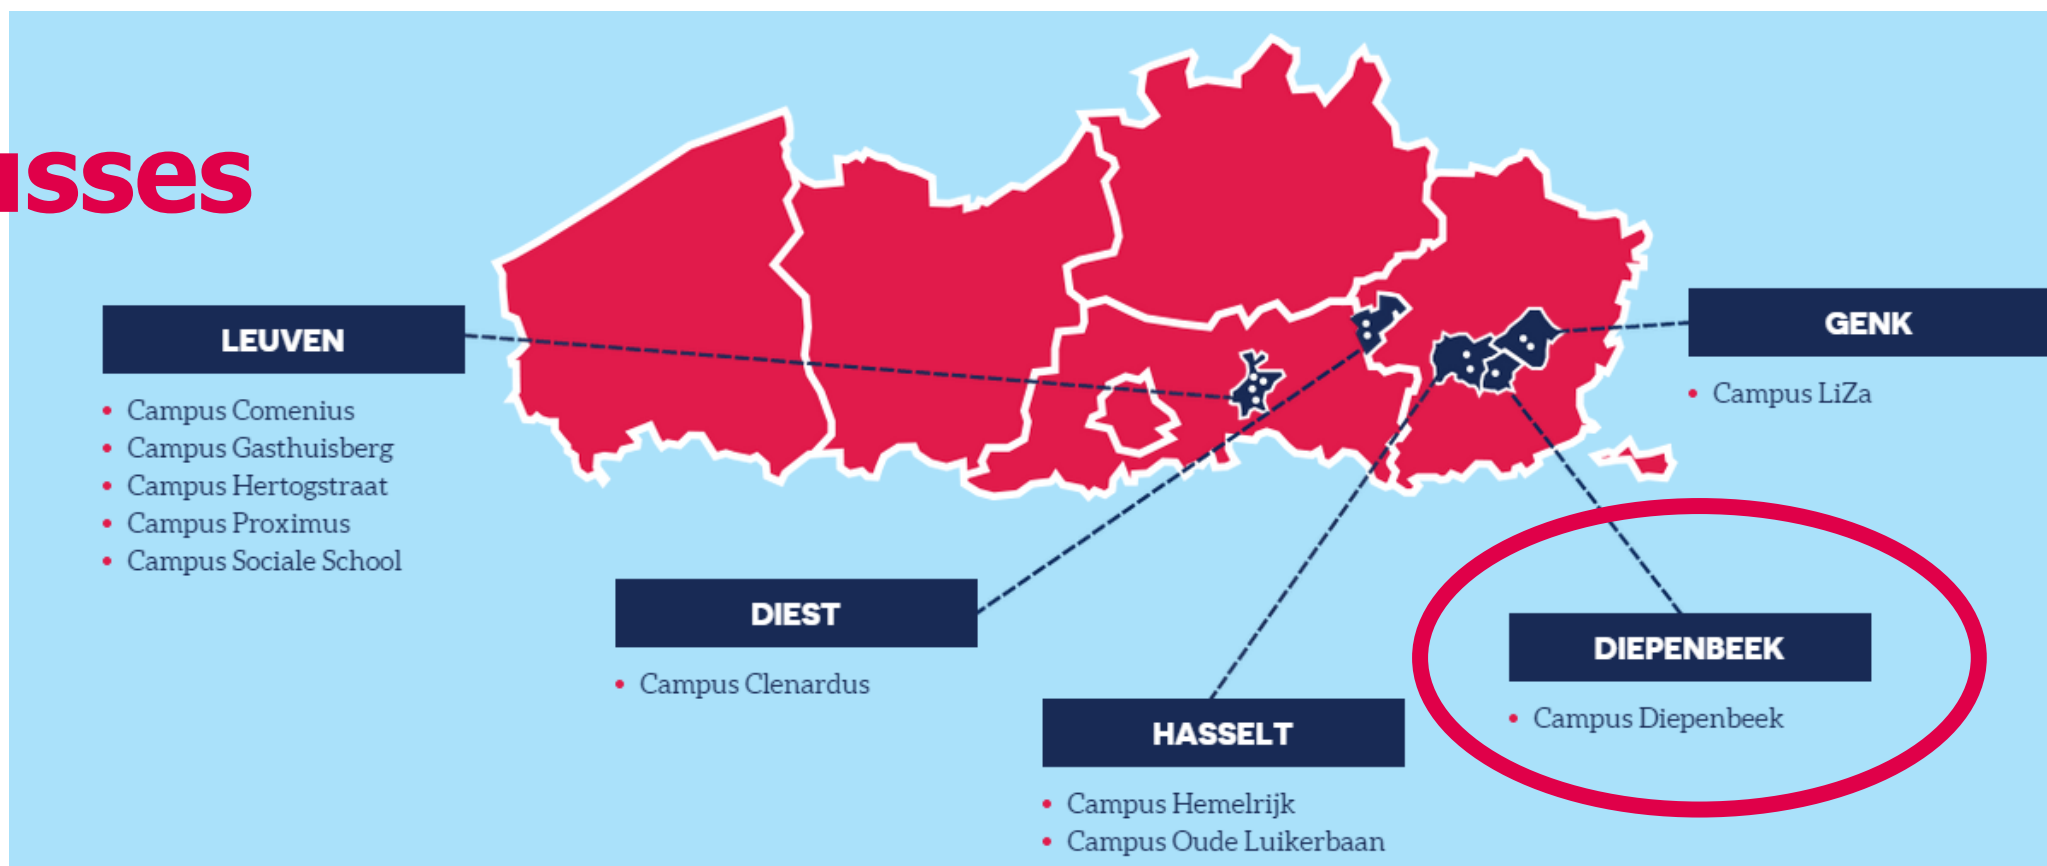 usses
LEUVEN
• Campus Comenius
• Campus Gasthuisberg
• Campus Hertogstraat
• Campus Proximus
• Campus Sociale School
DIEST
• Campus Clenardus
HASSELT
• Campus Hemelrijk
• Campus Oude Luikerbaan
GENK
• Campus LiZa
DIEPENBEEK
• Campus Diepenbeek